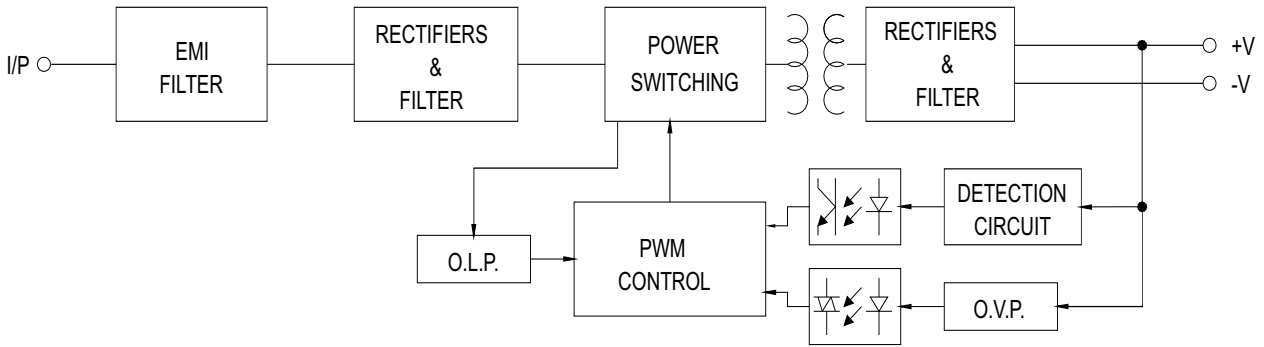 I/P
EMI
FILTER
RECTIFIERS
&
FILTER
POWER
SWITCHING
RECTIFIERS
&
FILTER
+V
-V
O.L.P.
PWM
CONTROL
DETECTION
CIRCUIT
O.V.P.